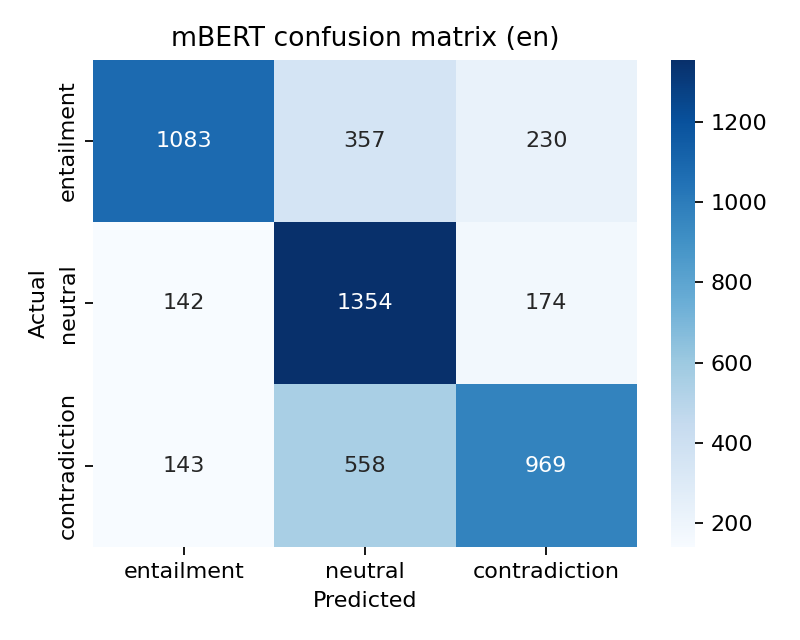 mBERT confusion matrix (en)
Actual
entailment
1083 357 230
neutral
142 1354 174
contradiction
143 558 969
entailment neutral contradiction
Predicted
1200
1000
800
600
400
200